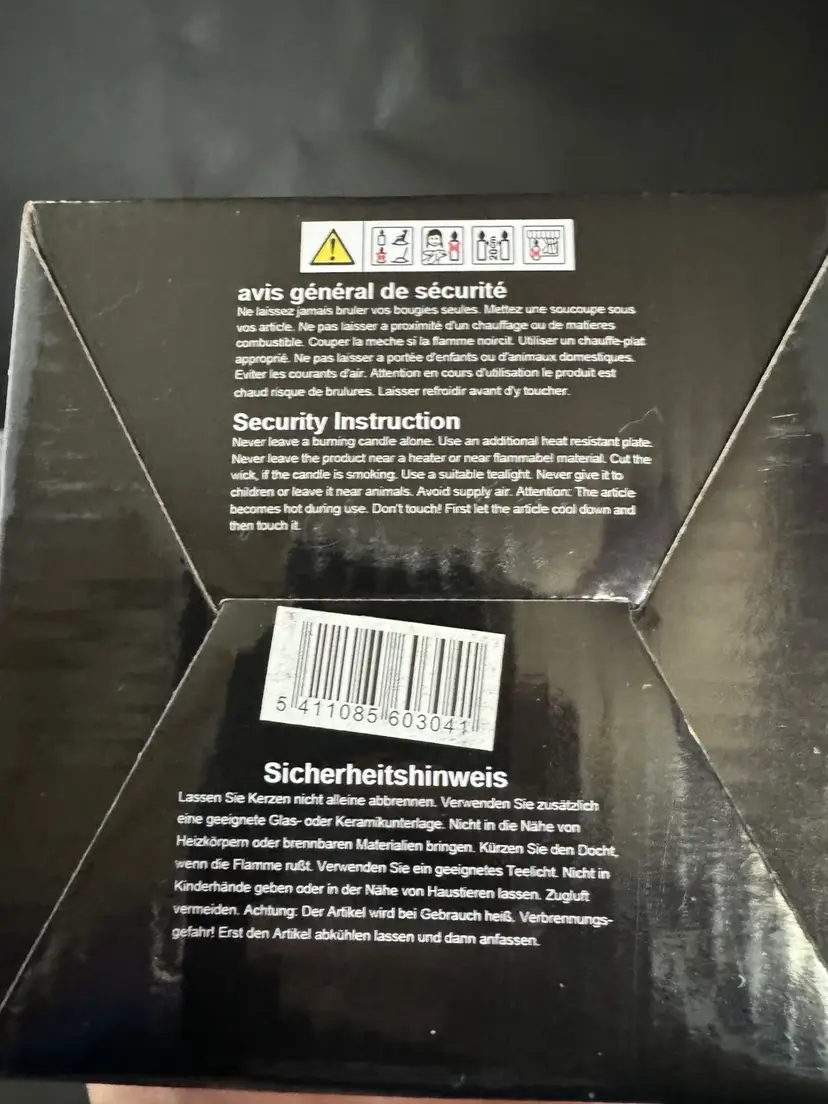 20cm
avis général de sécurité
Ne laissez jamais bruler vos bougies seules. Mettez une soucoupe sous
vos article. Ne pas laisser a proximité d'un chauffage ou de matieres
combustible. Couper la meche si la flamme noircit. Utiliser un chauffe-plat
approprié. Ne pas laisser a portée d'enfants ou d'animaux domestiques.
Eviter les courants d'air. Attention en cours d'utilisation le produit est
chaud risque de brulures. Laisser refroidir avant d'y toucher.
Security Instruction
Never leave a burning candle alone. Use an additional heat resistant plate.
Never leave the product near a heater or near flammabel material. Cut the
wick, if the candle is smoking. Use a suitable tealight. Never give it to
children or leave it near animals. Avoid supply air. Attention: The article
becomes hot during use. Don't touch! First let the article cool down and
then touch it.
5 411085 603041
Sicherheitshinweis
Lassen Sie Kerzen nicht alleine abbrennen. Verwenden Sie zusätzlich
eine geeignete Glas- oder Keramikunterlage. Nicht in die Nähe von
Heizkörpern oder brennbaren Materialien bringen. Kürzen Sie den Docht,
wenn die Flamme rußt. Verwenden Sie ein geeignetes Teelicht. Nicht in
Kinderhände geben oder in der Nähe von Haustieren lassen. Zugluft
vermeiden. Achtung: Der Artikel wird bei Gebrauch heiß. Verbrennungs-
gefahr! Erst den Artikel abkühlen lassen und dann anfassen.